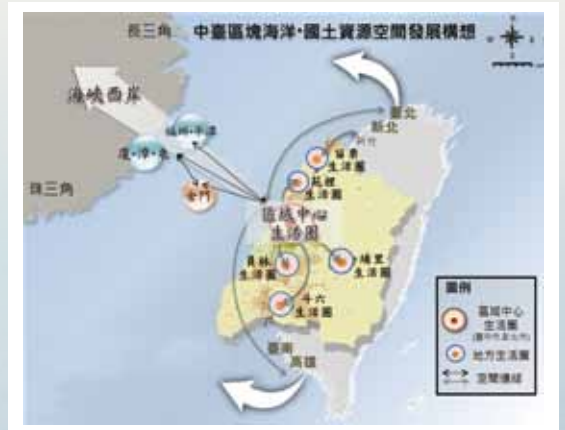 長三角
中臺區塊海洋‧國土資源空間發展構想
海峽西岸
福州‧平潭
廈‧漳‧泉
珠三角
金門
臺北
新北
新竹
苗栗
生活圈
苑裡
生活圈
區域中心
生活圈
員林
生活圈
埔里
生活圈
斗六
生活圈
臺南
高雄
圖例
區域中心
生活圈
地方生活圈
空間連結